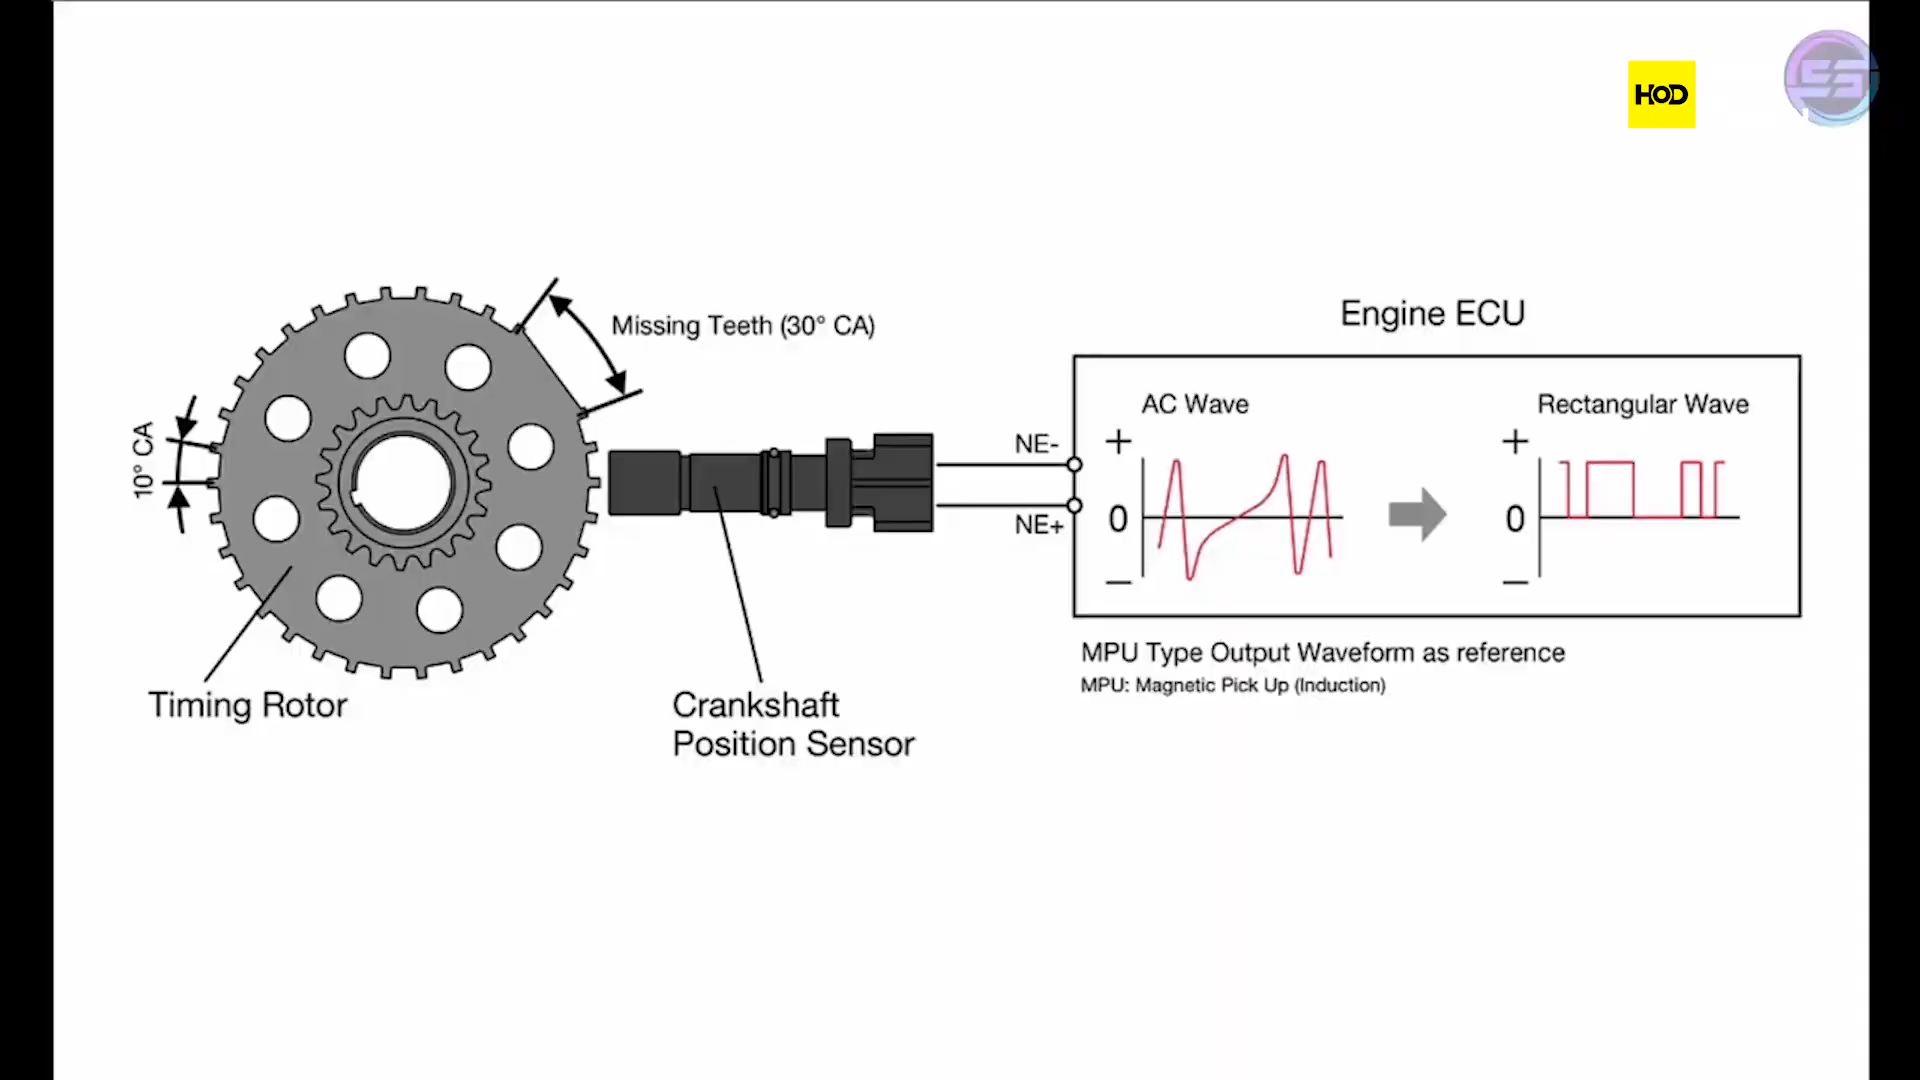 HOD
Missing Teeth (30° CA)
10° CA
Timing Rotor
Crankshaft
Position Sensor
NE-
NE+
Engine ECU
AC Wave
+
0
−
Rectangular Wave
+
0
−
MPU Type Output Waveform as reference
MPU: Magnetic Pick Up (Induction)